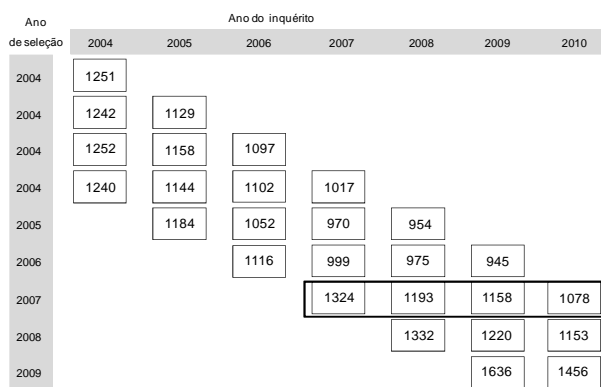 Ano do inquérito
Ano
de seleção 2004 2005 2006 2007 2008 2009 2010
2004 1251
2004 1242 1129
2004 1252 1158 1097
2004 1240 1144 1102 1017
2005 1184 1052 970 954
2006 1116 999 975 945
2007 1324 1193 1158 1078
2008 1332 1220 1153
2009 1636 1456